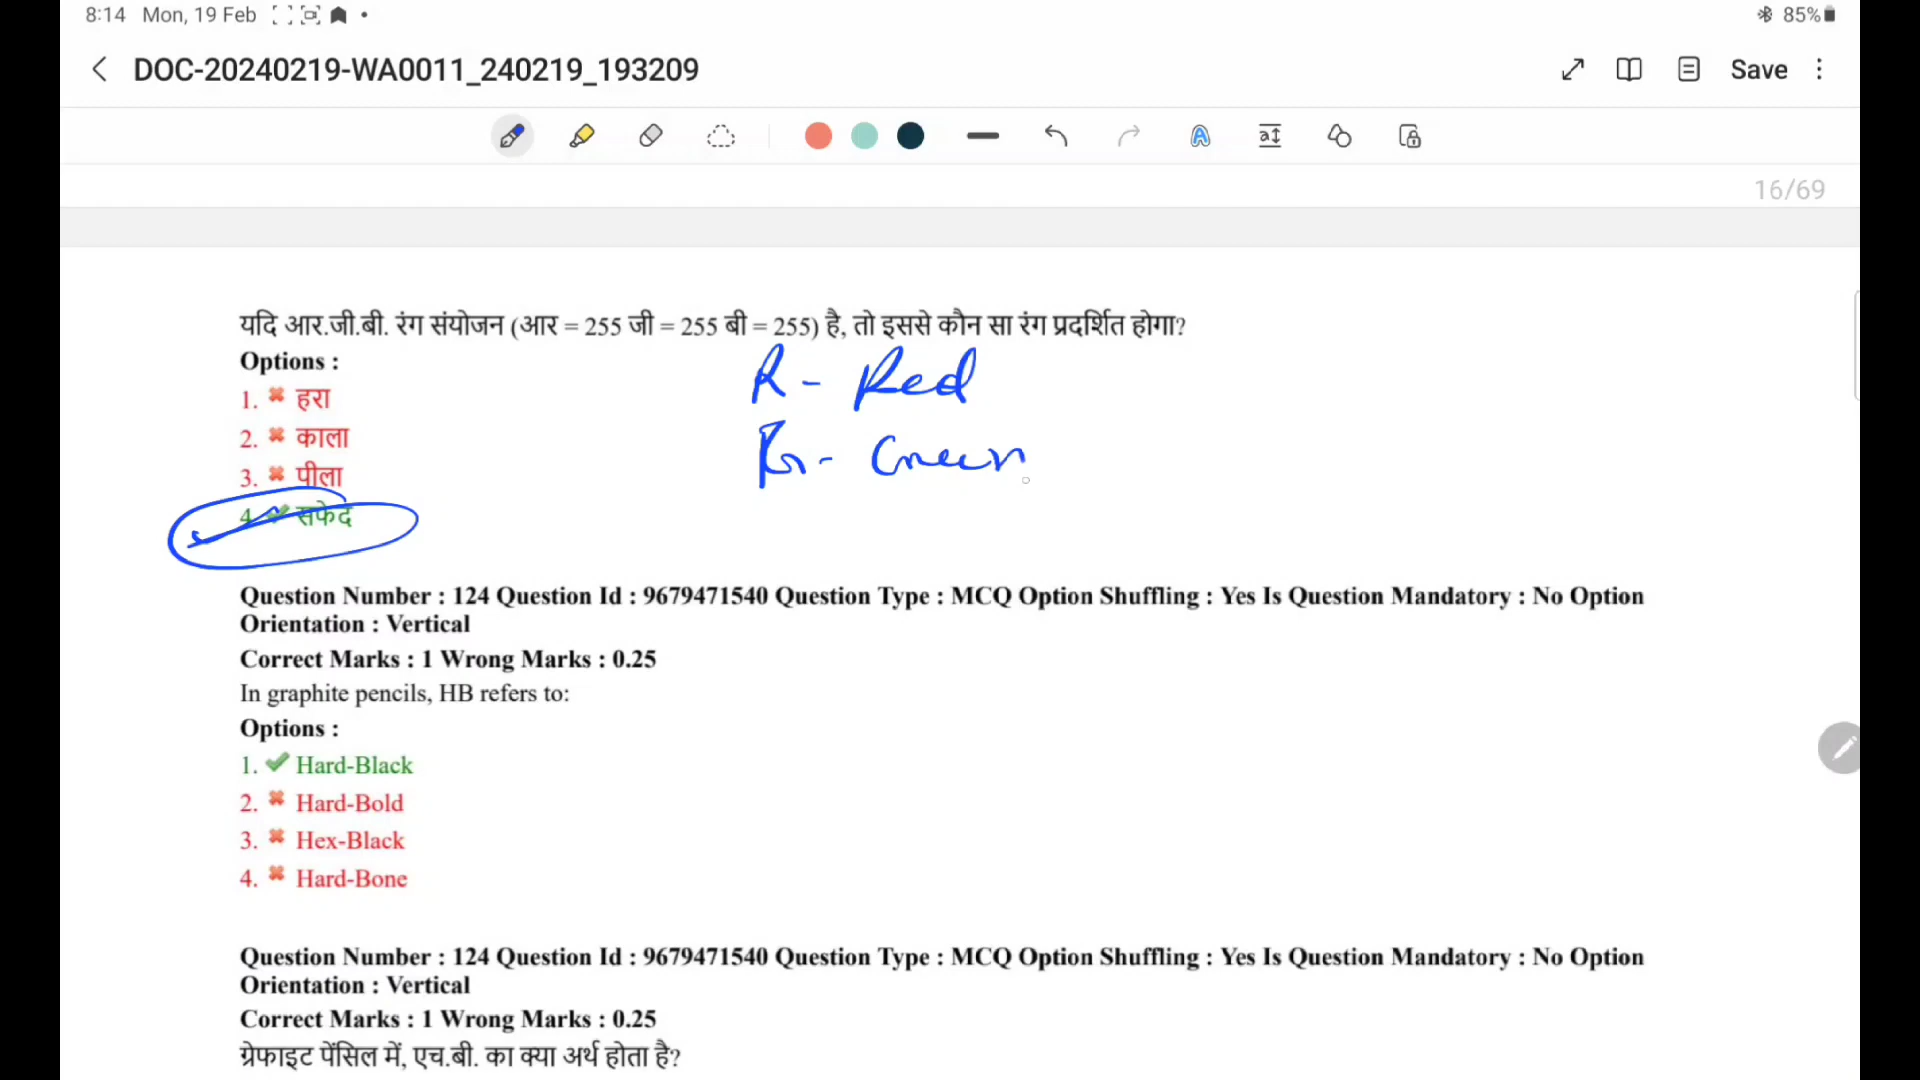 8:14 Mon, 19 Feb
85%
DOC-20240219-WA0011_240219_193209
Save
16/69
यदि आर.जी.बी. रंग संयोजन (आर = 255 जी = 255 बी = 255) है, तो इससे कौन सा रंग प्रदर्शित होगा?
Options :
R - Red
1. हरा
2. काला
G - Green
3. पीला
4. सफेद
Question Number : 124 Question Id : 9679471540 Question Type : MCQ Option Shuffling : Yes Is Question Mandatory : No Option
Orientation : Vertical
Correct Marks : 1 Wrong Marks : 0.25
In graphite pencils, HB refers to:
Options :
1. Hard-Black
2. Hard-Bold
3. Hex-Black
4. Hard-Bone
Question Number : 124 Question Id : 9679471540 Question Type : MCQ Option Shuffling : Yes Is Question Mandatory : No Option
Orientation : Vertical
Correct Marks : 1 Wrong Marks : 0.25
ग्रेफाइट पेंसिल में, एच.बी. का क्या अर्थ होता है?